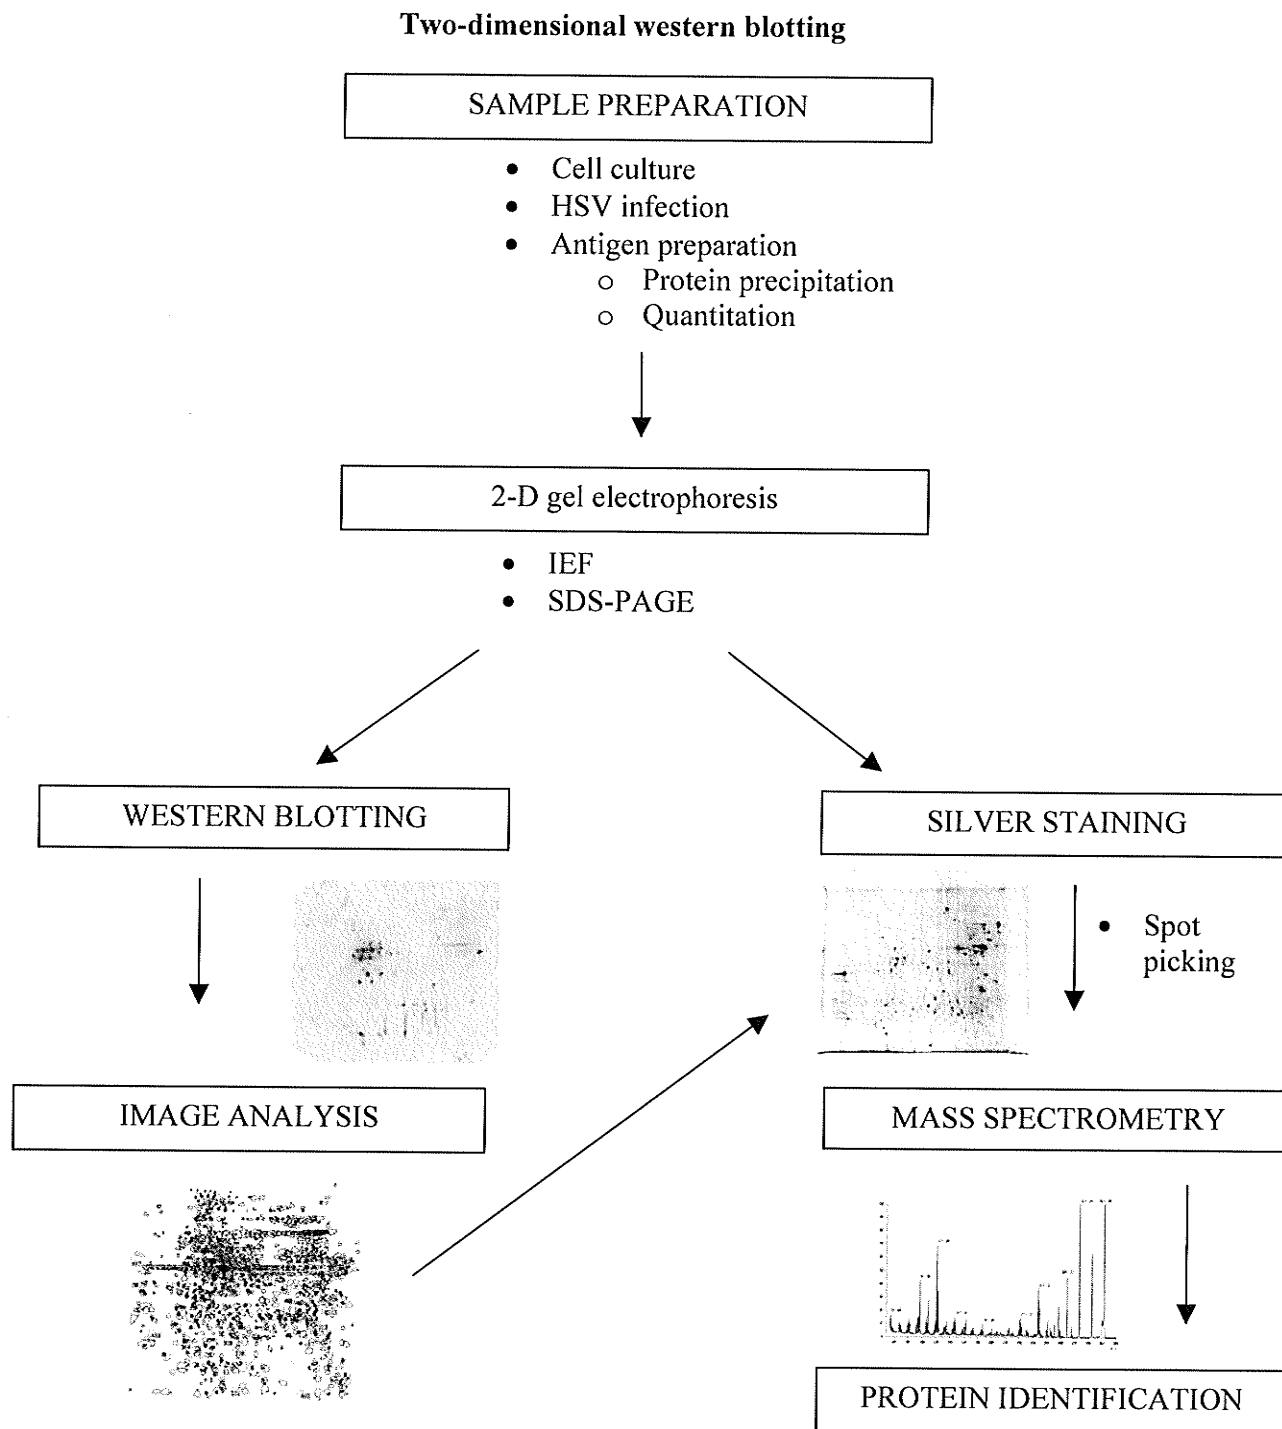 Two-dimensional western blotting
SAMPLE PREPARATION
• Cell culture
• HSV infection
• Antigen preparation
o Protein precipitation
o Quantitation
2-D gel electrophoresis
• IEF
• SDS-PAGE
WESTERN BLOTTING
SILVER STAINING
• Spot
picking
IMAGE ANALYSIS
MASS SPECTROMETRY
PROTEIN IDENTIFICATION